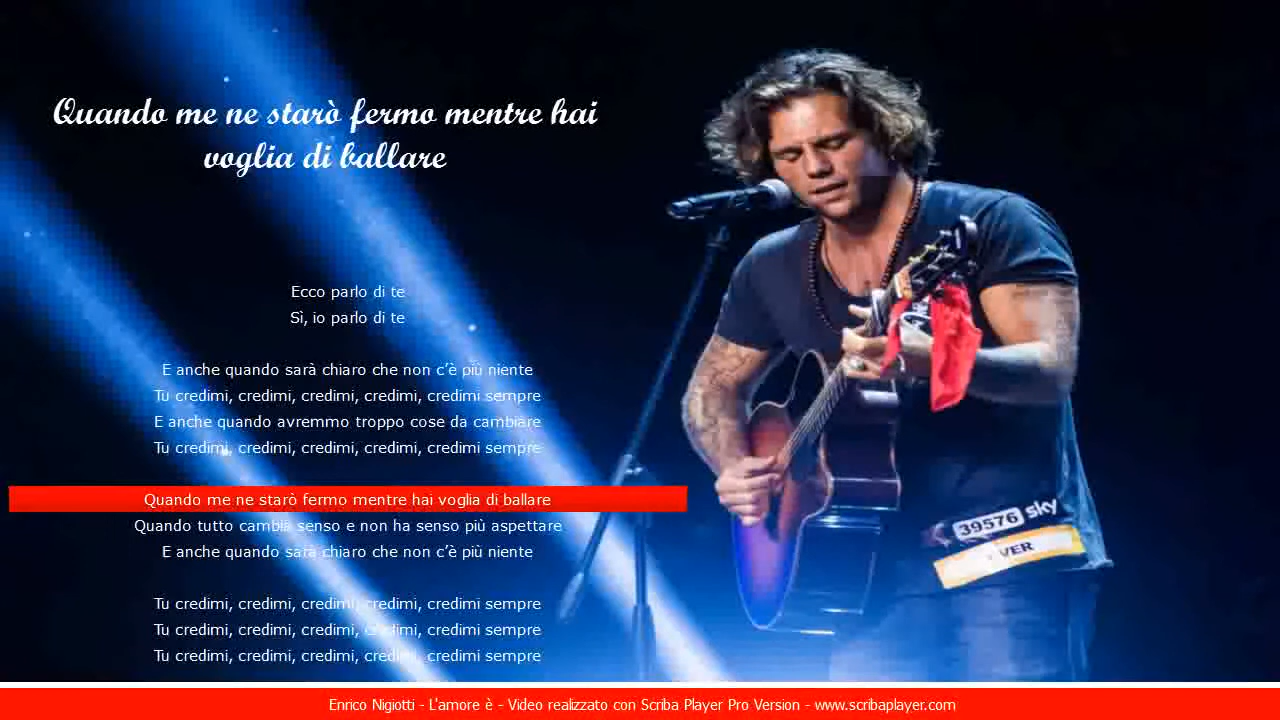 Quando me ne starò fermo mentre hai
voglia di ballare
Ecco parlo di te
Sì, io parlo di te
E anche quando sarà chiaro che non c’è più niente
Tu credimi, credimi, credimi, credimi, credimi sempre
E anche quando avremmo troppo cose da cambiare
Tu credimi, credimi, credimi, credimi, credimi sempre
Quando me ne starò fermo mentre hai voglia di ballare
Quando tutto cambia senso e non ha senso più aspettare
E anche quando sarà chiaro che non c’è più niente
Tu credimi, credimi, credimi, credimi, credimi sempre
Tu credimi, credimi, credimi, credimi, credimi sempre
Tu credimi, credimi, credimi, credimi, credimi sempre
39576 sky
Enrico Nigiotti - L'amore è - Video realizzato con Scriba Player Pro Version - www.scribaplayer.com